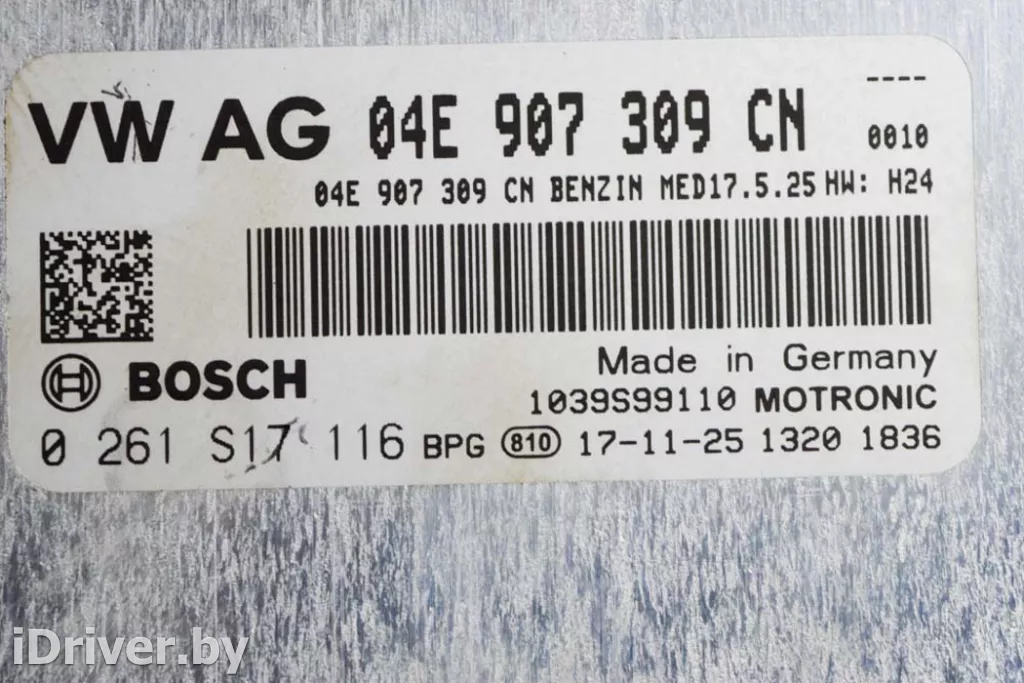 ----
VW AG 04E 907 309 CN 0010
04E 907 309 CN BENZIN MED17.5.25 HW: H24
BOSCH
Made in Germany
1039S99110 MOTRONIC
0 261 S17 116 BPG 810 17-11-25 1320 1836
iDriver.by